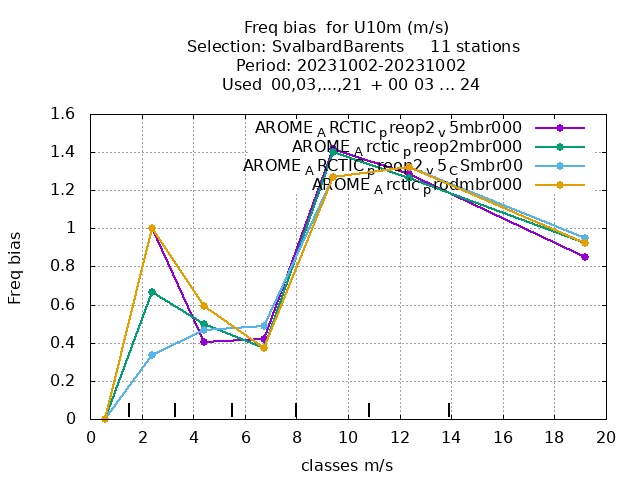 Freq bias for U10m (m/s)
Selection: SvalbardBarents 11 stations
Period: 20231002-20231002
Used 00,03,...,21 + 00 03 ... 24
AROME_ARCTIC_preop2_v5mbr000
AROME_Arctic_preop2mbr000
AROME_ARCTIC_preop2_v5_CSmbr00
AROME_Arctic_prodmbr000
1.6
1.4
1.2
1
0.8
0.6
0.4
0.2
0
Freq bias
0 2 4 6 8 10 12 14 16 18 20
classes m/s